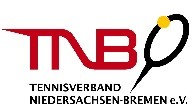 TNB
TENNISVERBAND
NIEDERSACHSEN-BREMEN e.V.